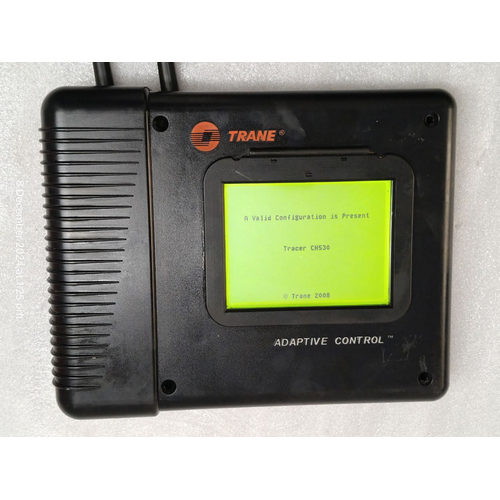 TRANE®
A Valid Configuration is Present
Tracer CH530
© Trane 2008
ADAPTIVE CONTROL™